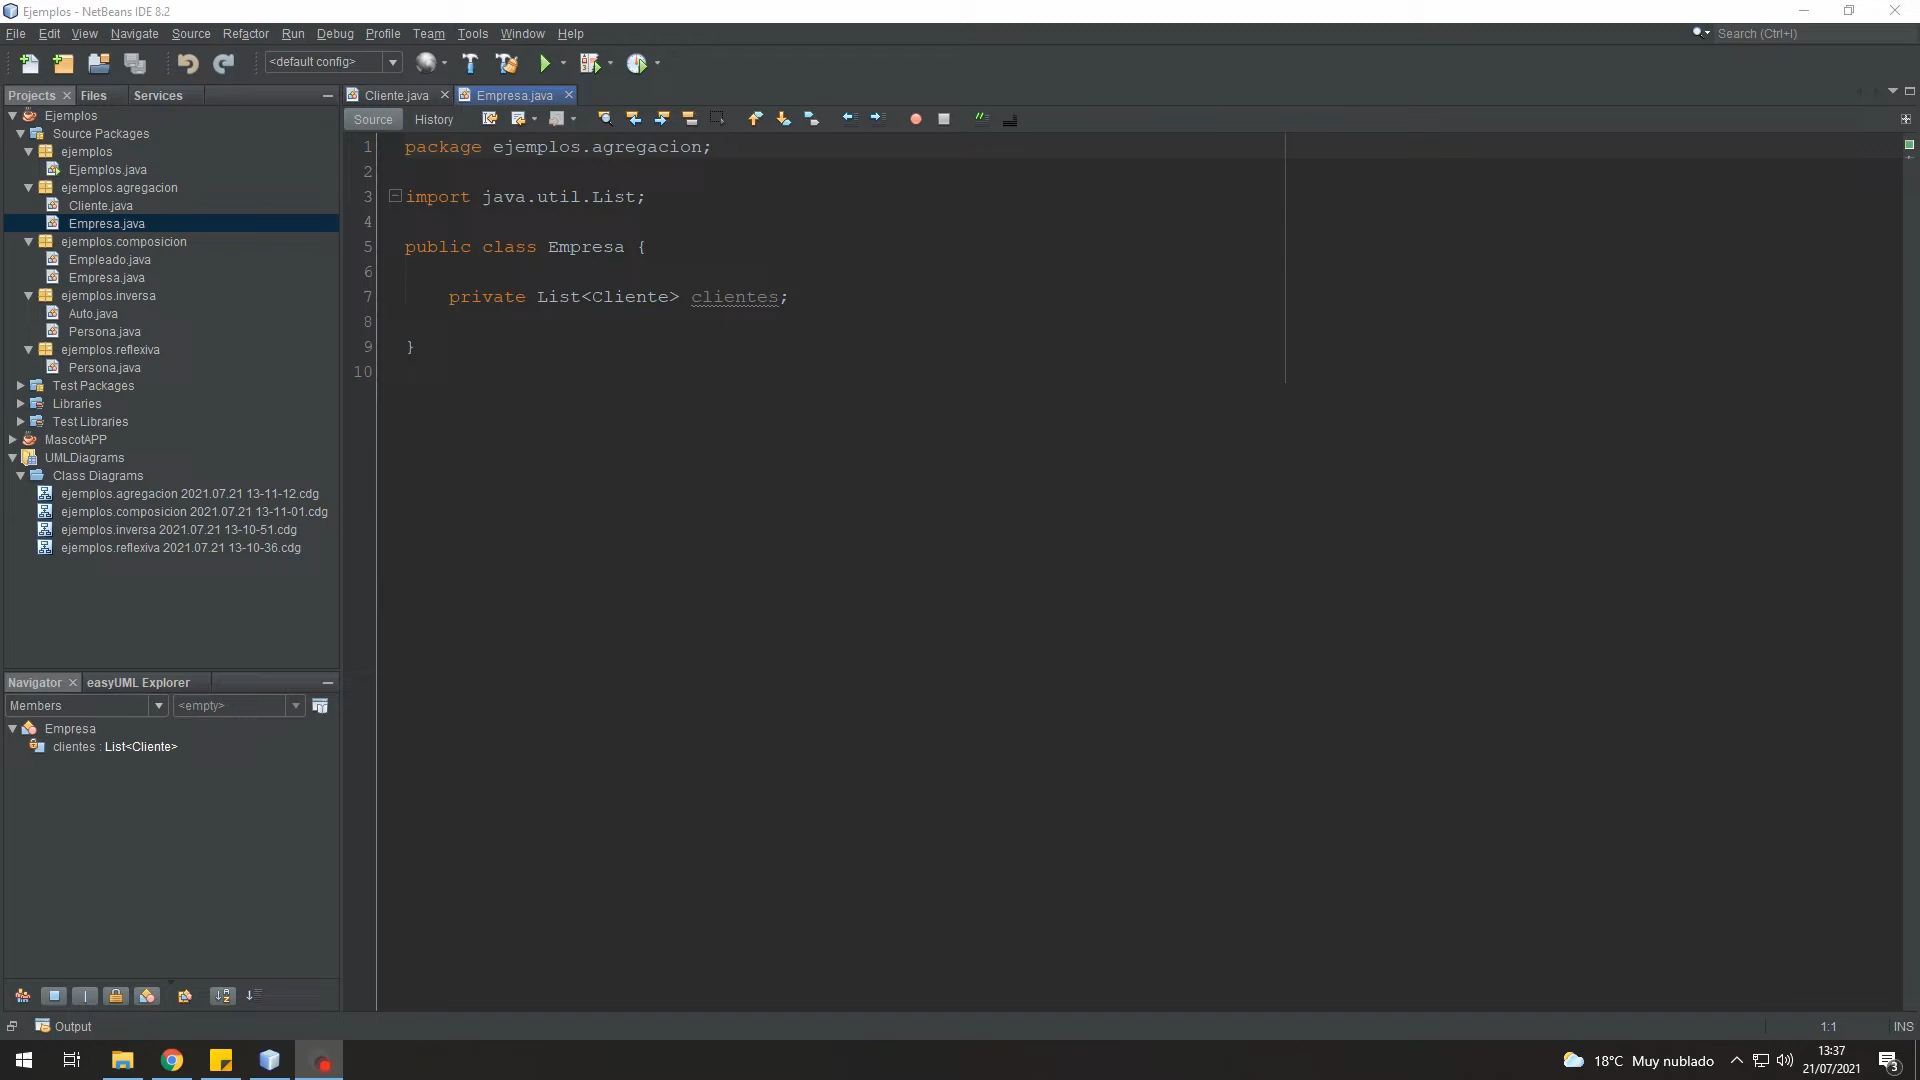 Ejemplos - NetBeans IDE 8.2
File Edit View Navigate Source Refactor Run Debug Profile Team Tools Window Help
Search (Ctrl+I)
<default config>
Projects Files Services
Cliente.java Empresa.java
Source History
Ejemplos
Source Packages
ejemplos
Ejemplos.java
ejemplos.agregacion
Cliente.java
Empresa.java
ejemplos.composicion
Empleado.java
Empresa.java
ejemplos.inversa
Auto.java
Persona.java
ejemplos.reflexiva
Persona.java
Test Packages
Libraries
Test Libraries
MascotAPP
UMLDiagrams
Class Diagrams
ejemplos.agregacion 2021.07.21 13-11-12.cdg
ejemplos.composicion 2021.07.21 13-11-01.cdg
ejemplos.inversa 2021.07.21 13-10-51.cdg
ejemplos.reflexiva 2021.07.21 13-10-36.cdg
1 package ejemplos.agregacion;
2
3 import java.util.List;
4
5 public class Empresa {
6
7 private List<Cliente> clientes;
8
9 }
10
Navigator easyUML Explorer
Members <empty>
Empresa
clientes : List<Cliente>
Output
1:1 INS
18°C Muy nublado
13:37
21/07/2021
3